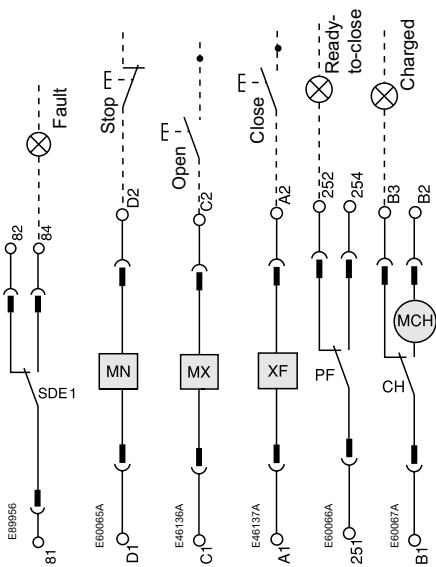 Fault
82
84
SDE1
E89956
81
Stop
D2
MN
E60065A
D1
Open
C2
MX
E46136A
C1
Close
A2
XF
E46137A
A1
Ready-
to-close
252
254
PF
E60066A
251
Charged
B3
B2
MCH
CH
E60067A
B1